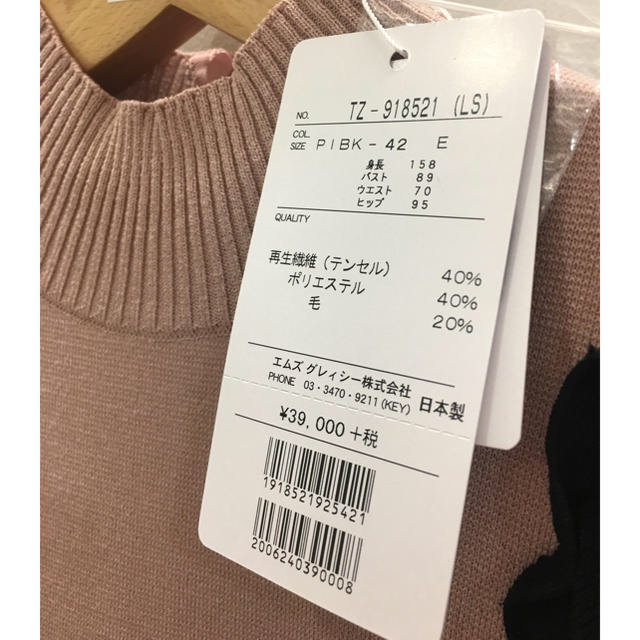 NO. TZ-918521 (LS)
COL.
SIZE PIBK-42 E
身長 158
バスト 89
ウエスト 70
ヒップ 95
QUALITY
再生繊維(テンセル) 40%
ポリエステル 40%
毛 20%
エムズ グレィシー株式会社
PHONE 03・3470・9211(KEY) 日本製
¥39,000+税
1918521925421
2006240390008